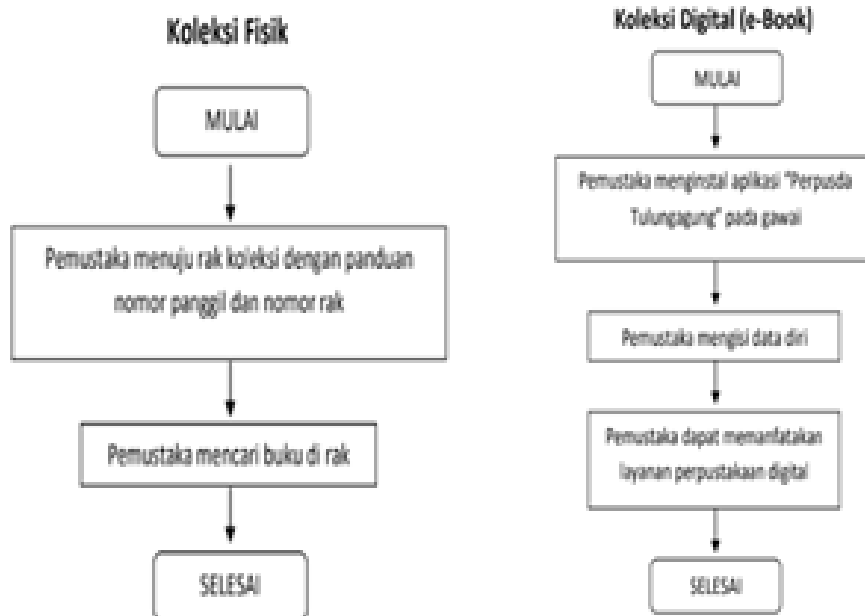 Koleksi Fisik
MULAI
Pemustaka menuju rak koleksi dengan panduan
nomor panggil dan nomor rak
Pemustaka mencari buku di rak
SELESAI
Koleksi Digital (e-Book)
MULAI
Pemustaka menginstal aplikasi "Perpusda
Tulungagung" pada gawai
Pemustaka mengisi data diri
Pemustaka dapat memanfatakan
layanan perpustakaan digital
SELESAI